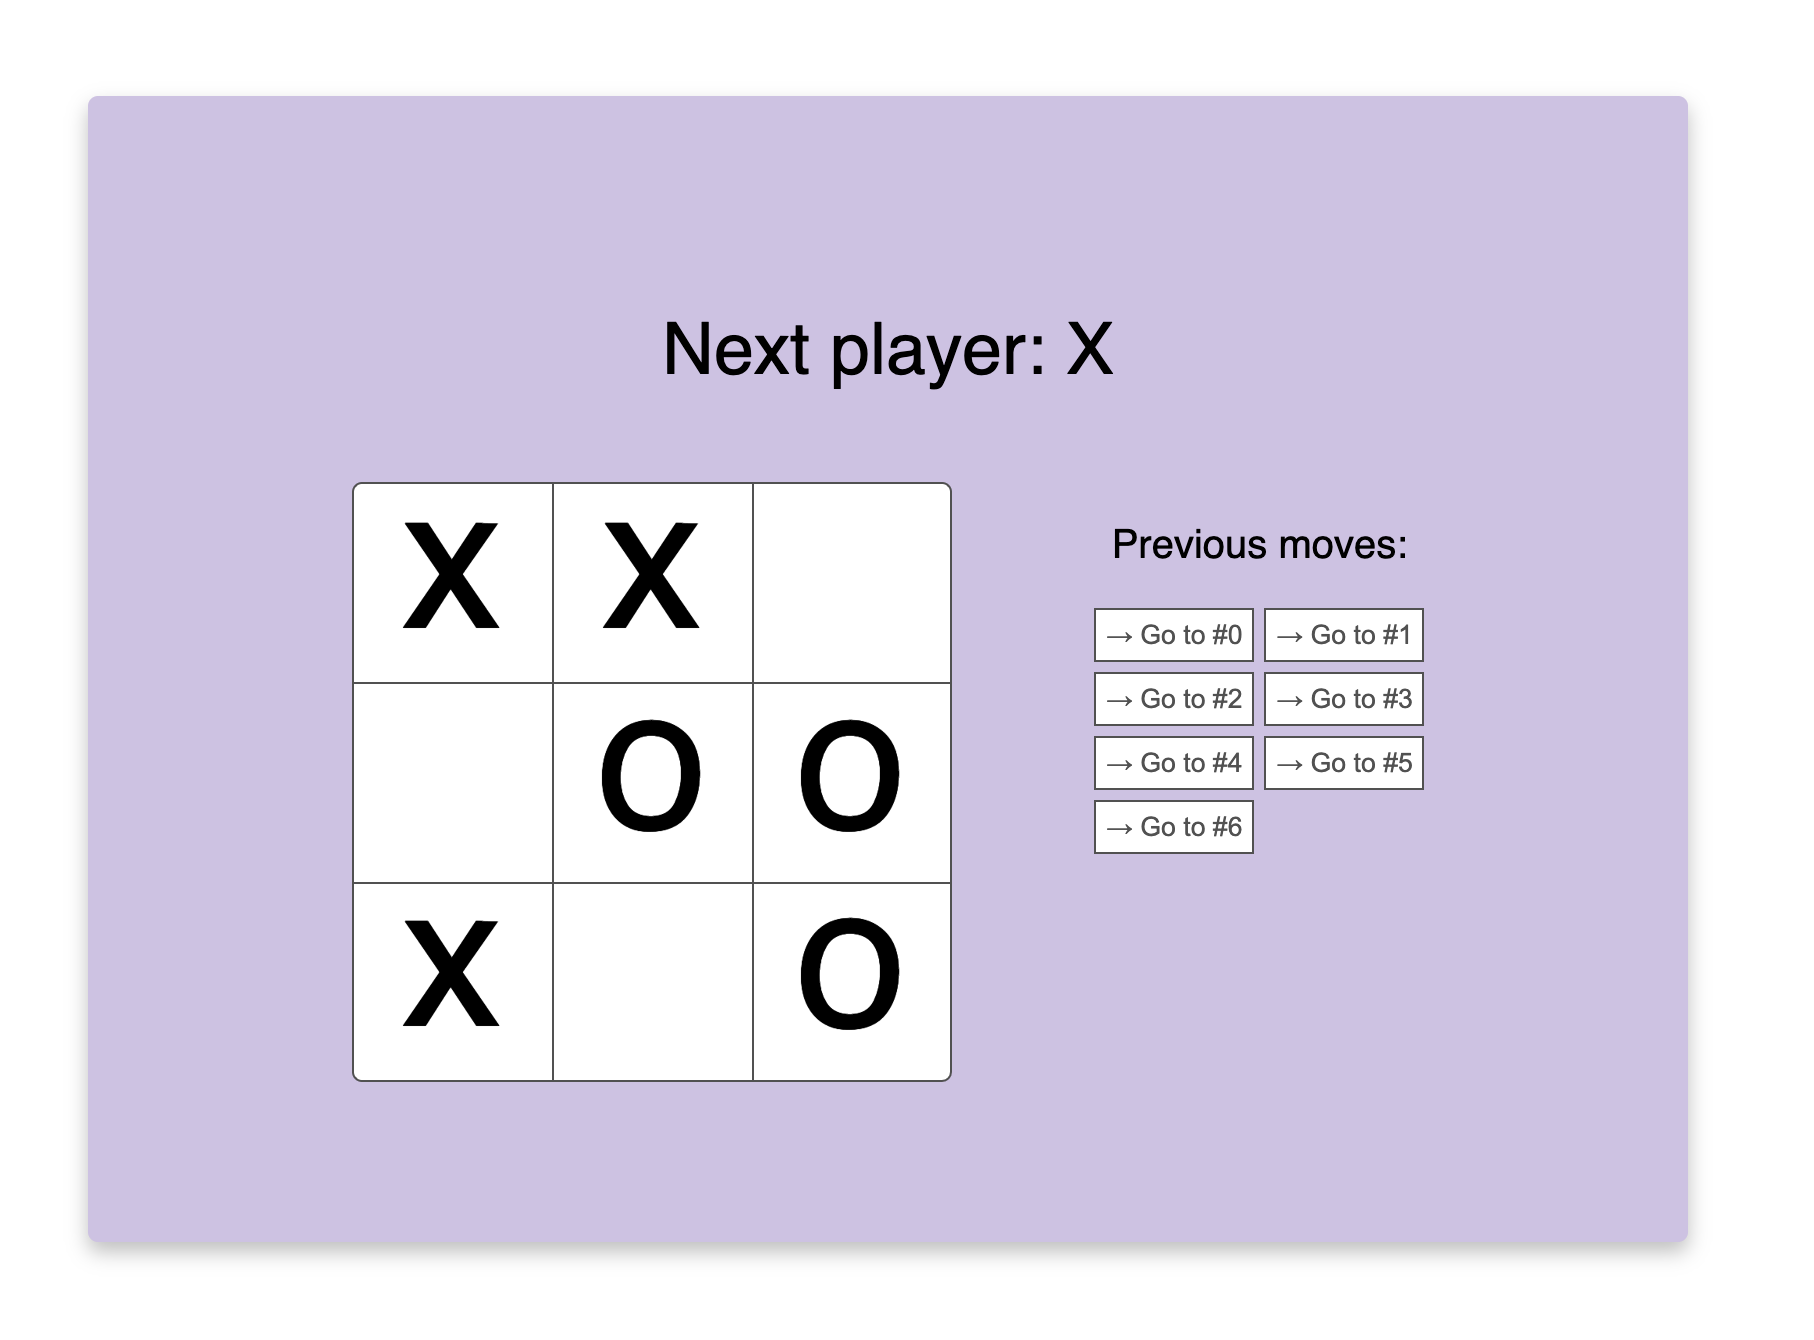 Next player: X
X X
O O
X O
Previous moves:
→ Go to #0 → Go to #1
→ Go to #2 → Go to #3
→ Go to #4 → Go to #5
→ Go to #6